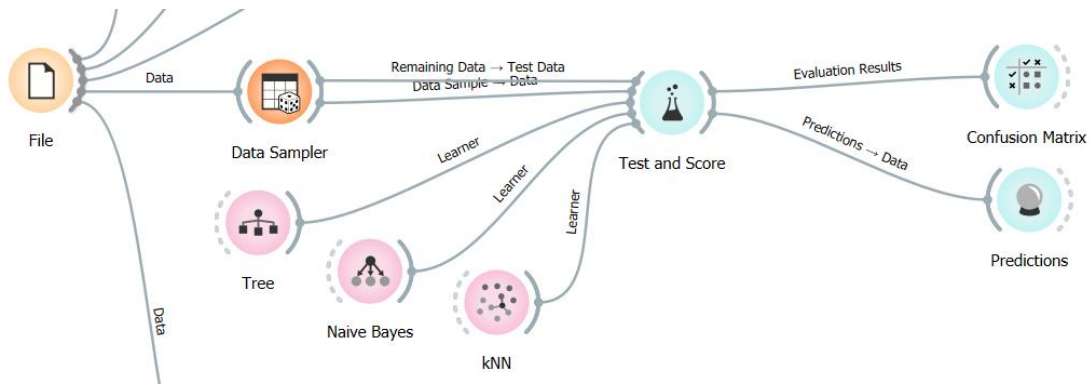 Data
Remaining Data → Test Data
Data Sample → Data
Evaluation Results
File
Data Sampler
Learner
Test and Score
Predictions → Data
Confusion Matrix
Learner
Learner
Tree
Predictions
Data
Naive Bayes
kNN